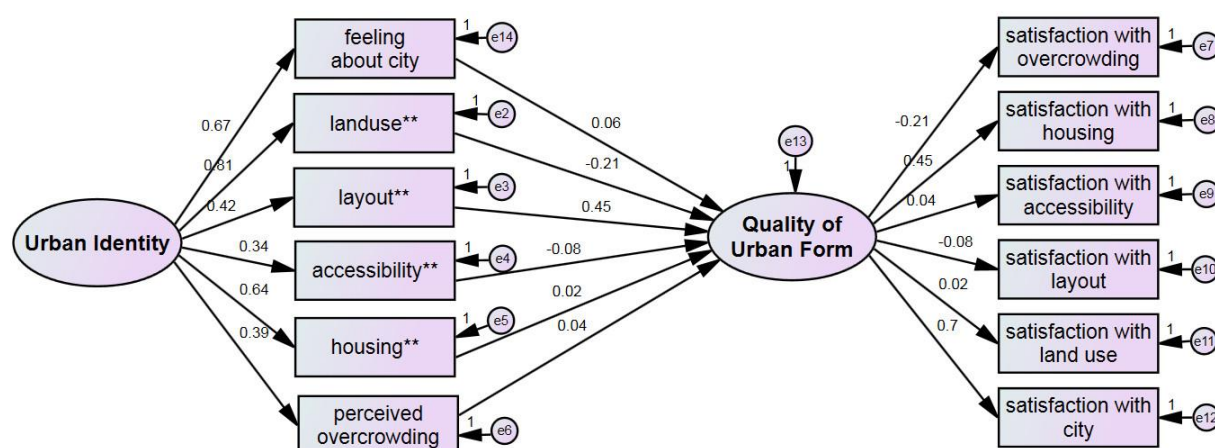 Urban Identity
0.67
0.81
0.42
0.34
0.64
0.39
feeling
about city
1
e14
landuse**
1
e2
layout**
1
e3
accessibility**
1
e4
housing**
1
e5
perceived
overcrowding
1
e6
0.06
-0.21
0.45
-0.08
0.02
0.04
e13
1
Quality of
Urban Form
-0.21
0.45
0.04
-0.08
0.02
0.7
satisfaction with
overcrowding
1
e7
satisfaction with
housing
1
e8
satisfaction with
accessibility
1
e9
satisfaction with
layout
1
e10
satisfaction with
land use
1
e11
satisfaction with
city
1
e12